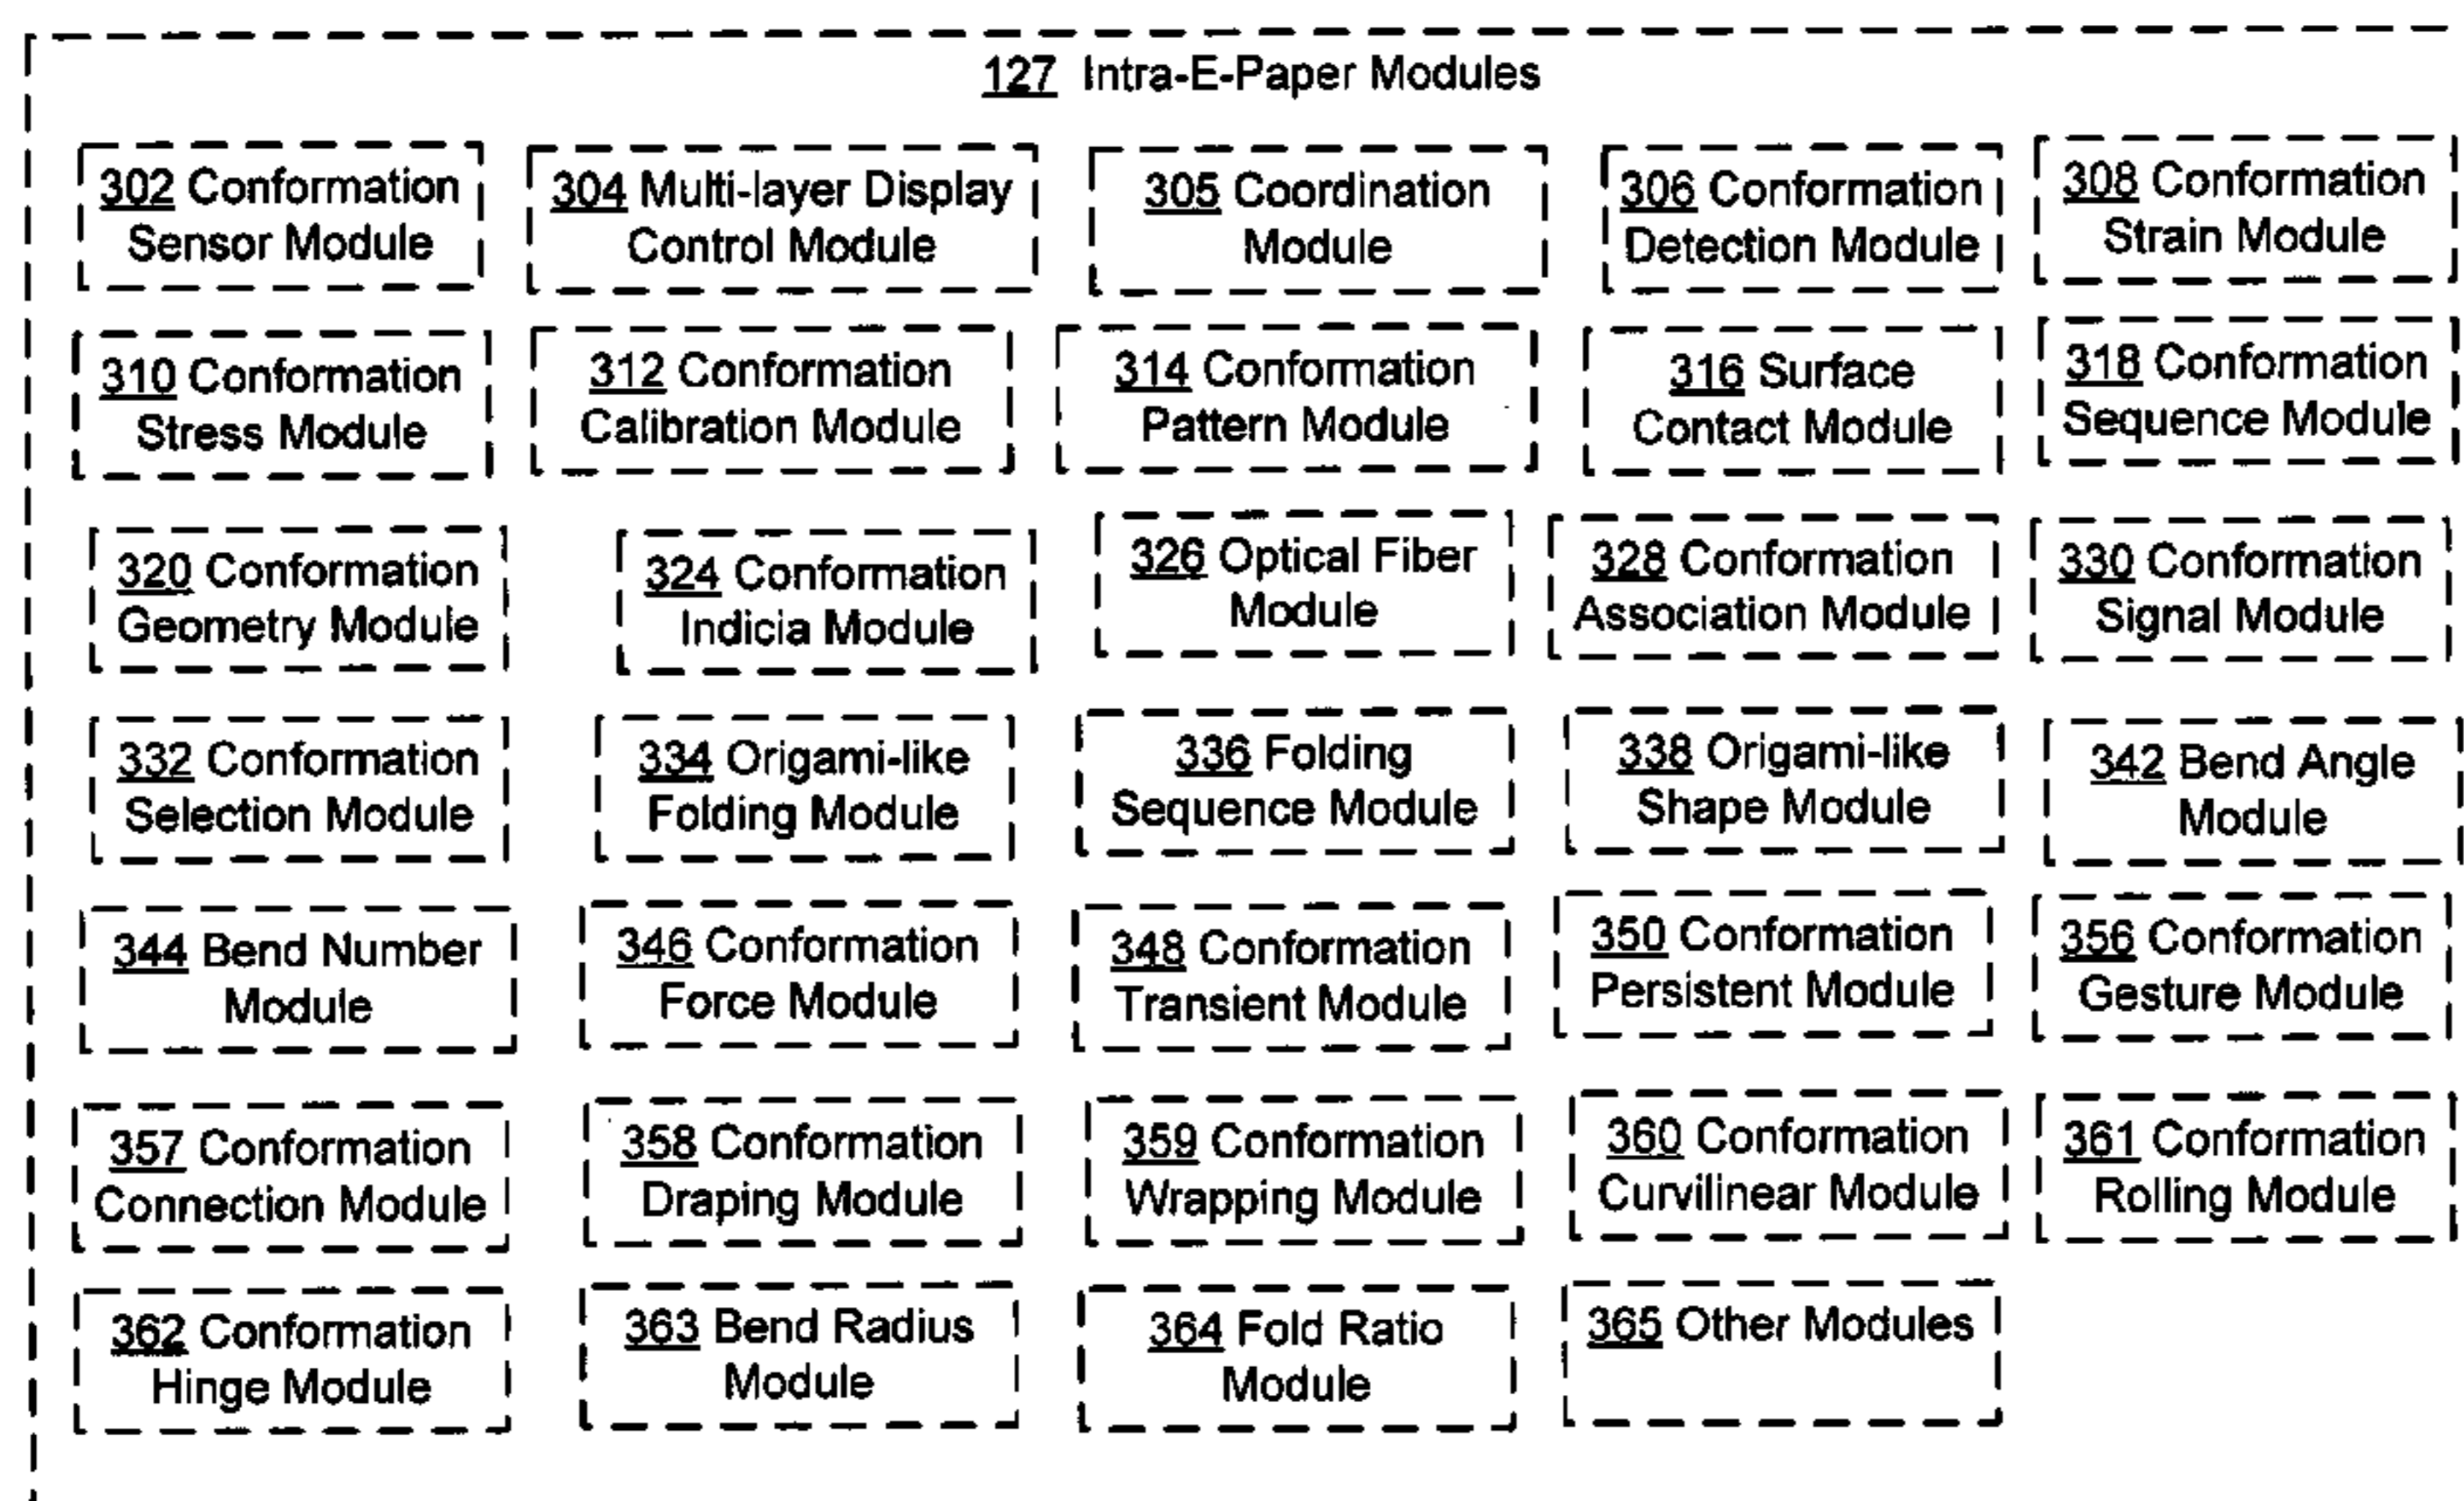 127 Intra-E-Paper Modules
302 Conformation
Sensor Module
304 Multi-layer Display
Control Module
305 Coordination
Module
306 Conformation
Detection Module
308 Conformation
Strain Module
310 Conformation
Stress Module
312 Conformation
Calibration Module
314 Conformation
Pattern Module
316 Surface
Contact Module
318 Conformation
Sequence Module
320 Conformation
Geometry Module
324 Conformation
Indicia Module
326 Optical Fiber
Module
328 Conformation
Association Module
330 Conformation
Signal Module
332 Conformation
Selection Module
334 Origami-like
Folding Module
336 Folding
Sequence Module
338 Origami-like
Shape Module
342 Bend Angle
Module
344 Bend Number
Module
346 Conformation
Force Module
348 Conformation
Transient Module
350 Conformation
Persistent Module
356 Conformation
Gesture Module
357 Conformation
Connection Module
358 Conformation
Draping Module
359 Conformation
Wrapping Module
360 Conformation
Curvilinear Module
361 Conformation
Rolling Module
362 Conformation
Hinge Module
363 Bend Radius
Module
364 Fold Ratio
Module
365 Other Modules